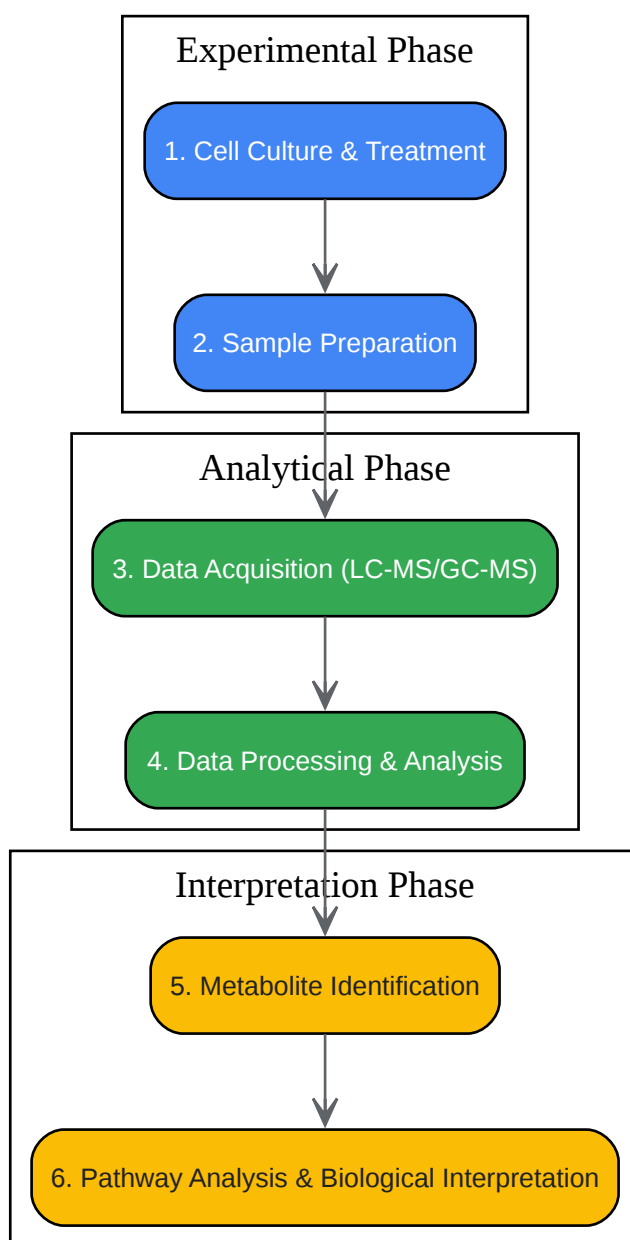 Experimental Phase
1. Cell Culture & Treatment
2. Sample Preparation
Analytical Phase
3. Data Acquisition (LC-MS/GC-MS)
4. Data Processing & Analysis
Interpretation Phase
5. Metabolite Identification
6. Pathway Analysis & Biological Interpretation